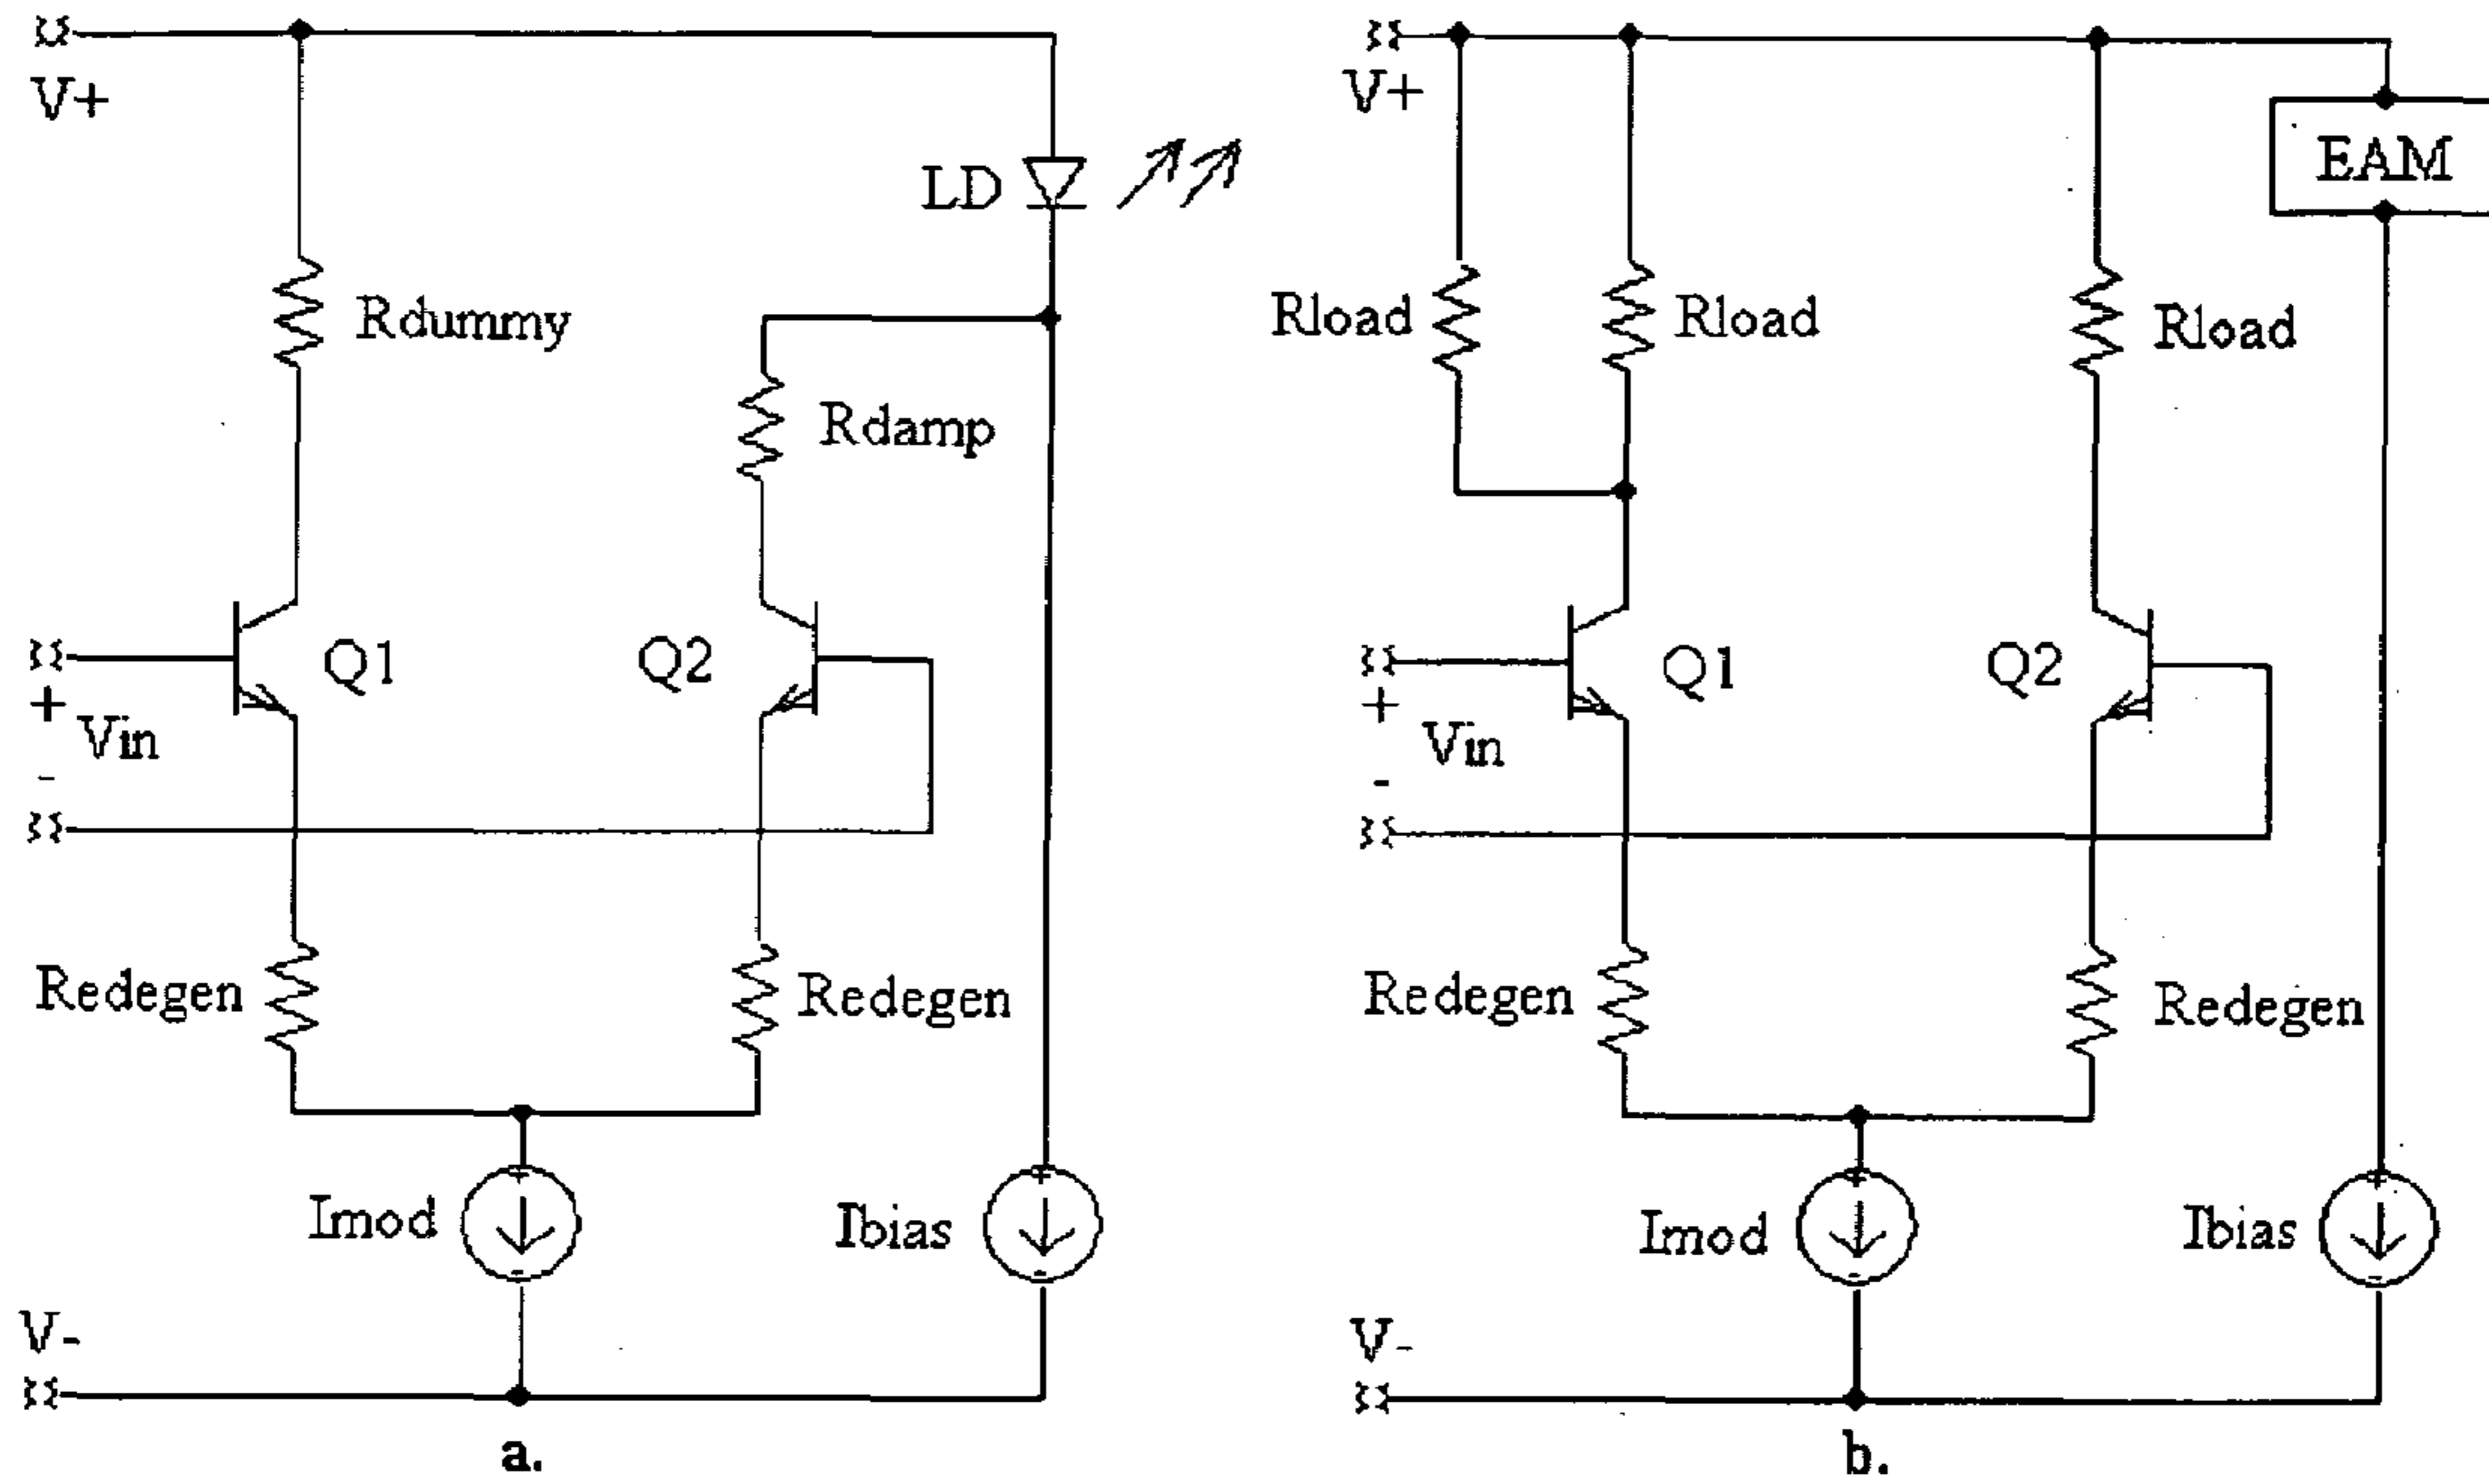 V+
LD
Rdummy
Rdamp
Q1
Q2
+
Vin
-
Redegen
Redegen
+
Imod
-
+
Ibias
-
V-
a.
V+
EAM
Rload
Rload
Rload
Q1
Q2
+
Vin
-
Redegen
Redegen
+
Imod
-
+
Ibias
-
V-
b.